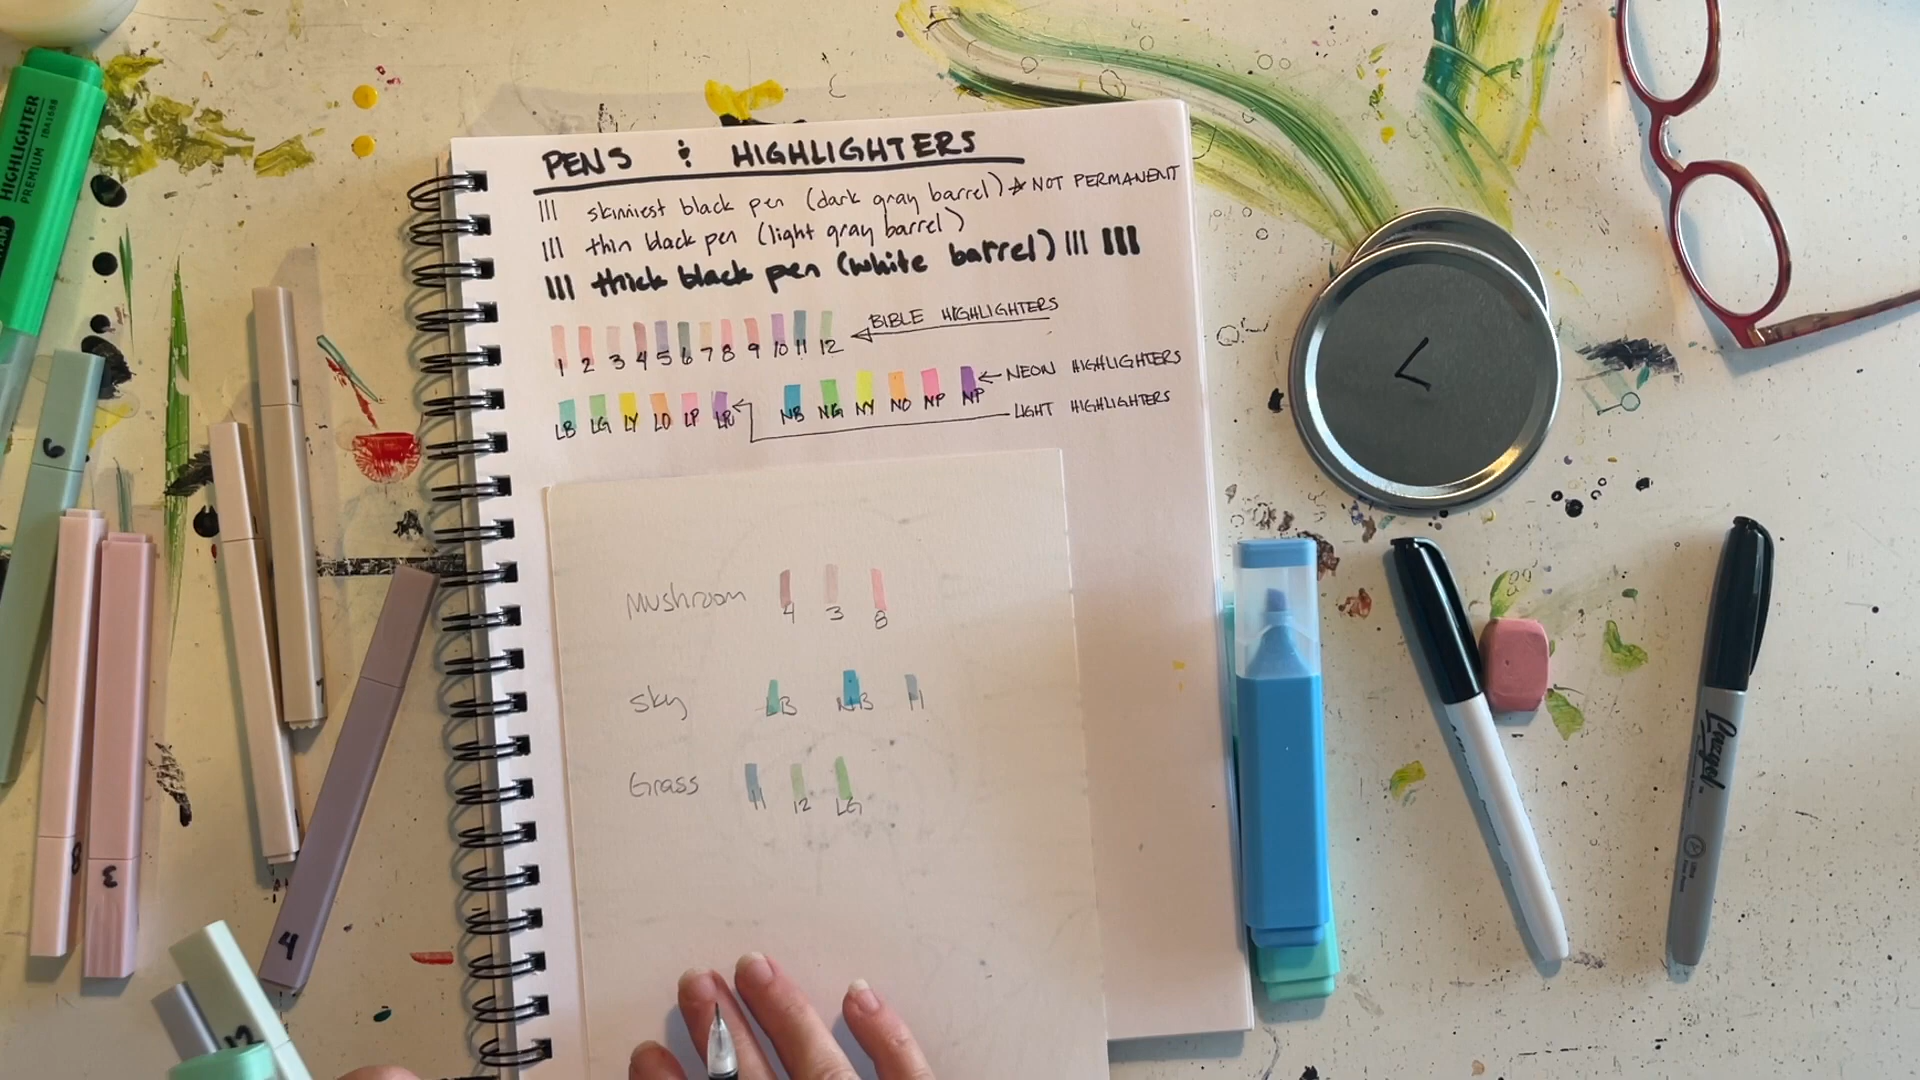 PENS & HIGHLIGHTERS
||| skinniest black pen (dark gray barrel) ☆ NOT PERMANENT
||| thin black pen (light gray barrel)
||| thick black pen (white barrel) ||| |||
1 2 3 4 5 6 7 8 9 10 11 12 ← BIBLE HIGHLIGHTERS
NB NG NY NO NP NP ← NEON HIGHLIGHTERS
LB LG LY LO LP LPU ← LIGHT HIGHLIGHTERS
Mushroom 4 3 8
Sky LB NB 11
Grass 11 12 LG
HIGHLIGHTER
PREMIUM
6
8
3
4
12